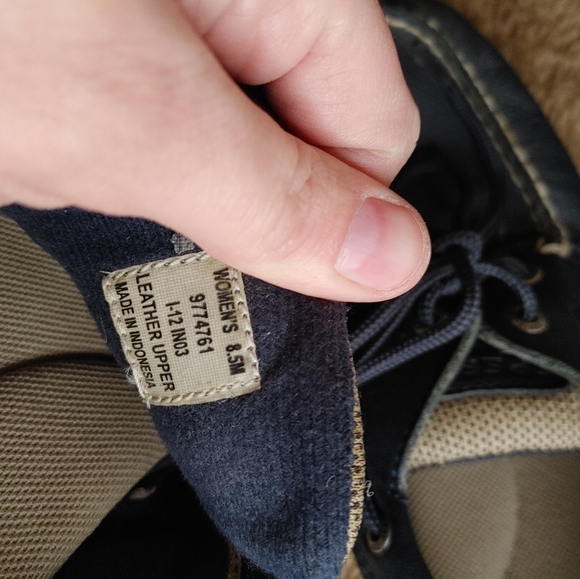 WOMEN'S 8.5M
9774761
I-12 IN03
LEATHER UPPER
MADE IN INDONESIA